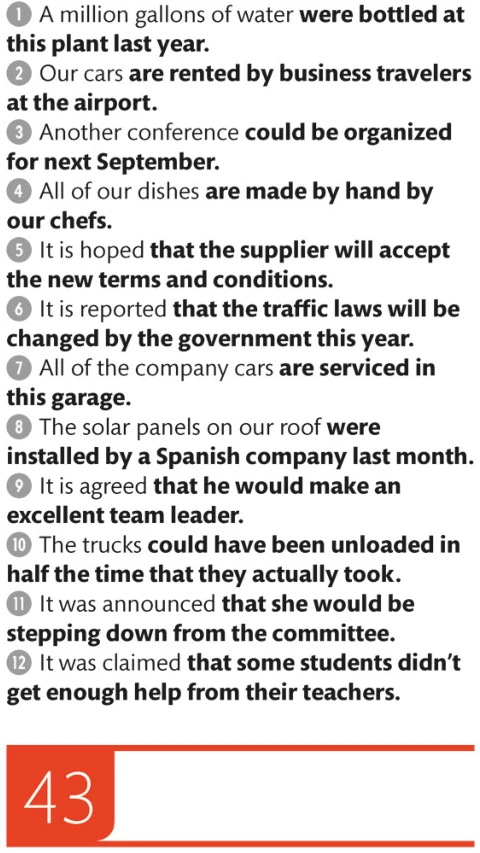 1 A million gallons of water were bottled at
this plant last year.
2 Our cars are rented by business travelers
at the airport.
3 Another conference could be organized
for next September.
4 All of our dishes are made by hand by
our chefs.
5 It is hoped that the supplier will accept
the new terms and conditions.
6 It is reported that the traffic laws will be
changed by the government this year.
7 All of the company cars are serviced in
this garage.
8 The solar panels on our roof were
installed by a Spanish company last month.
9 It is agreed that he would make an
excellent team leader.
10 The trucks could have been unloaded in
half the time that they actually took.
11 It was announced that she would be
stepping down from the committee.
12 It was claimed that some students didn’t
get enough help from their teachers.
43